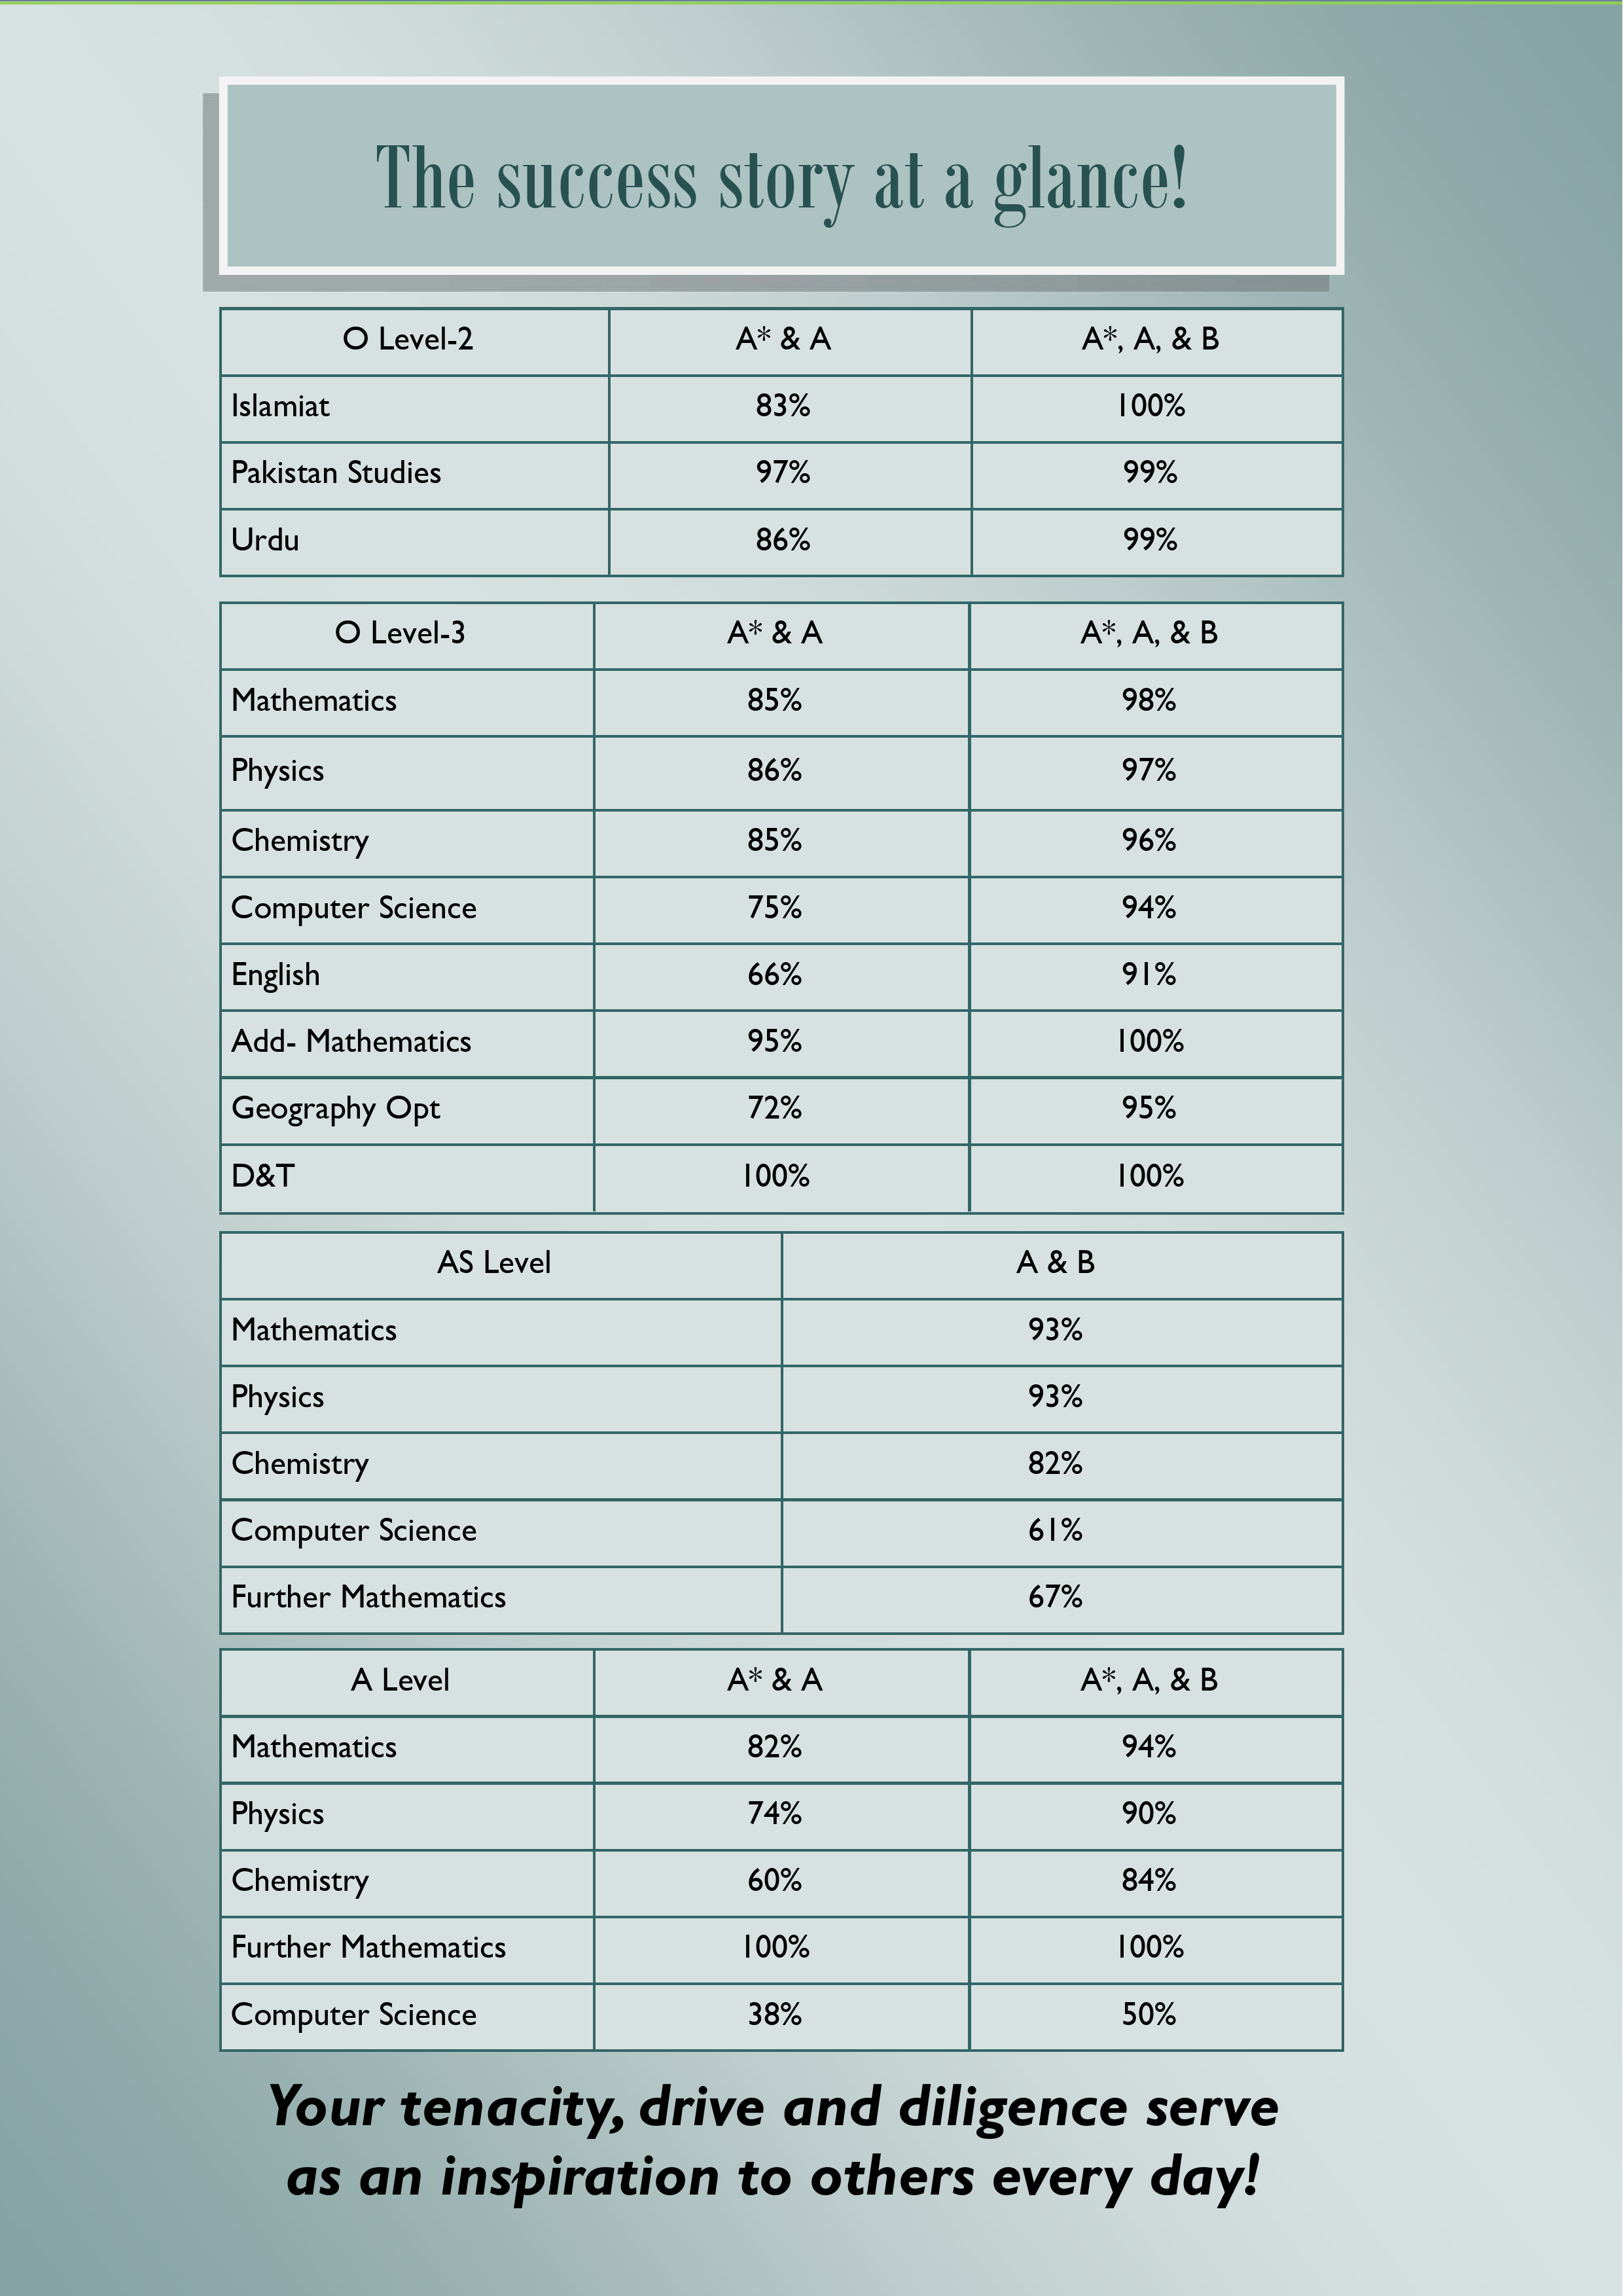 The success story at a glance!
O Level-2 A* & A A*, A, & B
Islamiat 83% 100%
Pakistan Studies 97% 99%
Urdu 86% 99%
O Level-3 A* & A A*, A, & B
Mathematics 85% 98%
Physics 86% 97%
Chemistry 85% 96%
Computer Science 75% 94%
English 66% 91%
Add- Mathematics 95% 100%
Geography Opt 72% 95%
D&T 100% 100%
AS Level A & B
Mathematics 93%
Physics 93%
Chemistry 82%
Computer Science 61%
Further Mathematics 67%
A Level A* & A A*, A, & B
Mathematics 82% 94%
Physics 74% 90%
Chemistry 60% 84%
Further Mathematics 100% 100%
Computer Science 38% 50%
Your tenacity, drive and diligence serve
as an inspiration to others every day!